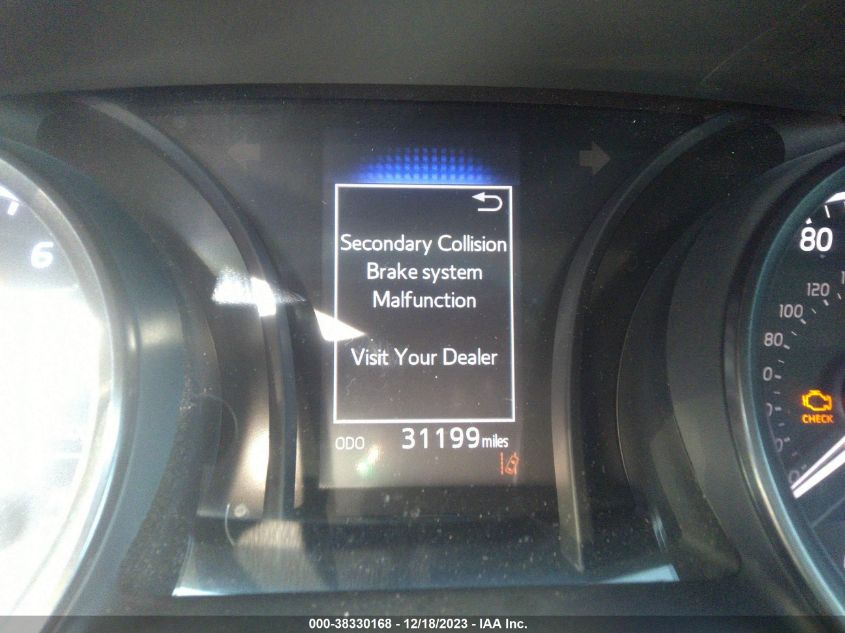 6
Secondary Collision
Brake system
Malfunction
Visit Your Dealer
ODO 31199 miles
80
120
100
80
CHECK
000-38330168 - 12/18/2023 - IAA Inc.